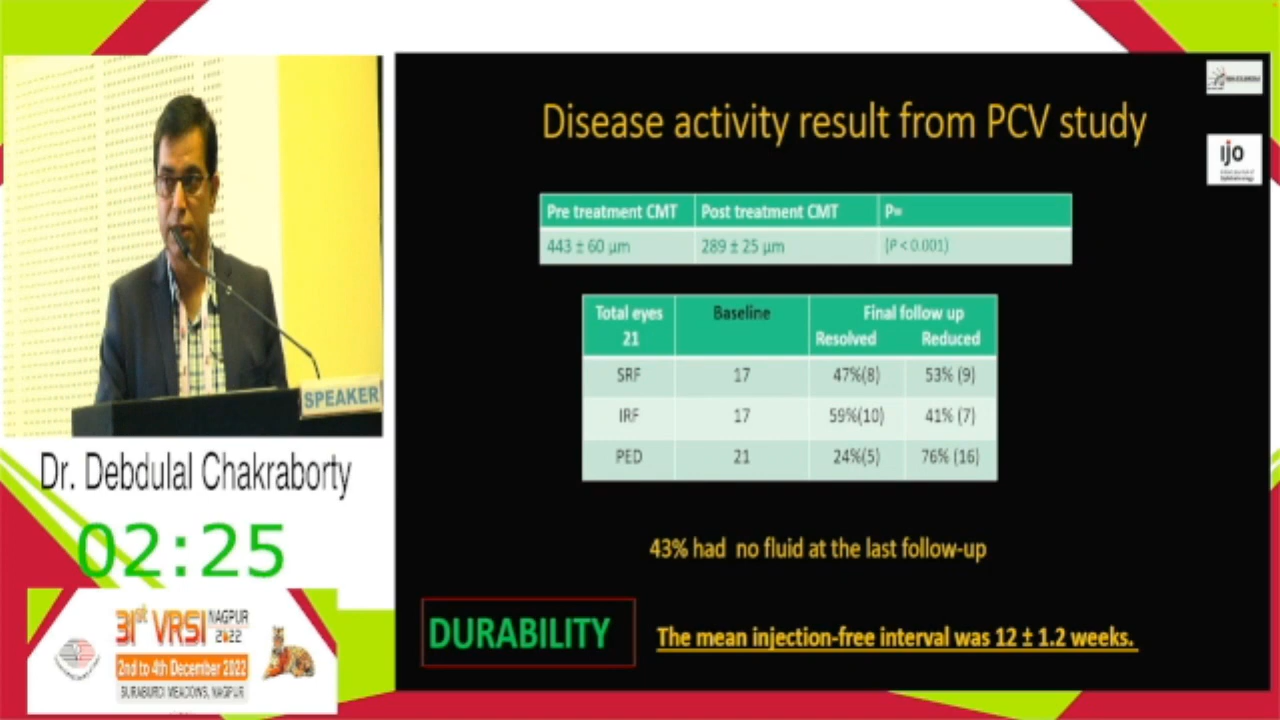 Disease activity result from PCV study
ijo
Pre treatment CMT Post treatment CMT P=
443 ± 60 µm 289 ± 25 µm (P < 0.001)
Total eyes Baseline Final follow up
21 Resolved Reduced
SRF 17 47%(8) 53% (9)
IRF 17 59%(10) 41% (7)
PED 21 24%(5) 76% (16)
43% had no fluid at the last follow-up
DURABILITY The mean injection-free interval was 12 ± 1.2 weeks.
SPEAKER
Dr. Debdulal Chakraborty
02:25
31st VRSI NAGPUR
2022
2nd to 4th December 2022
SURABURDI MEADOWS, NAGPUR